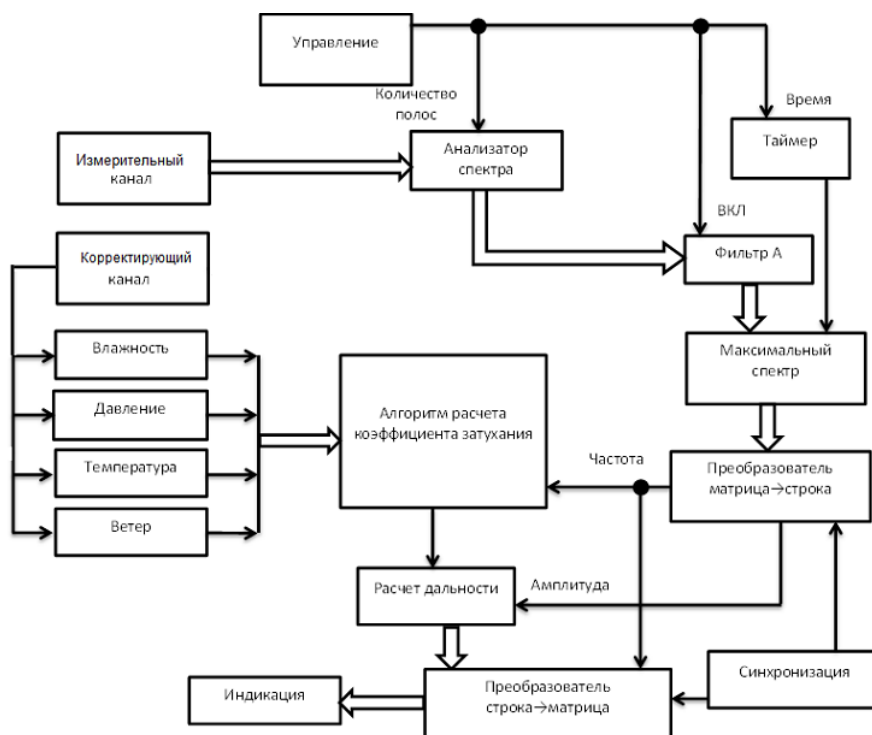 Управление
Количество
полос
Время
Измерительный
канал
Анализатор
спектра
Таймер
ВКЛ
Корректирующий
канал
Фильтр А
Влажность
Максимальный
спектр
Давление
Алгоритм расчета
коэффициента затухания
Температура
Частота
Преобразователь
матрица→строка
Ветер
Расчет дальности
Амплитуда
Индикация
Преобразователь
строка→матрица
Синхронизация